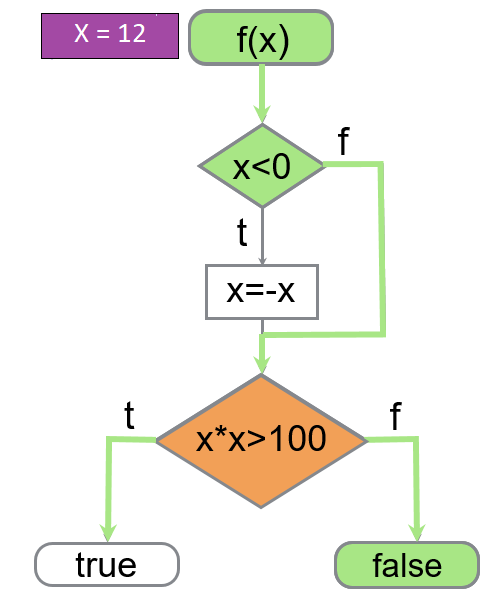 X = 12
f(x)
x<0
f
t
x=-x
t
x*x>100
f
true
false